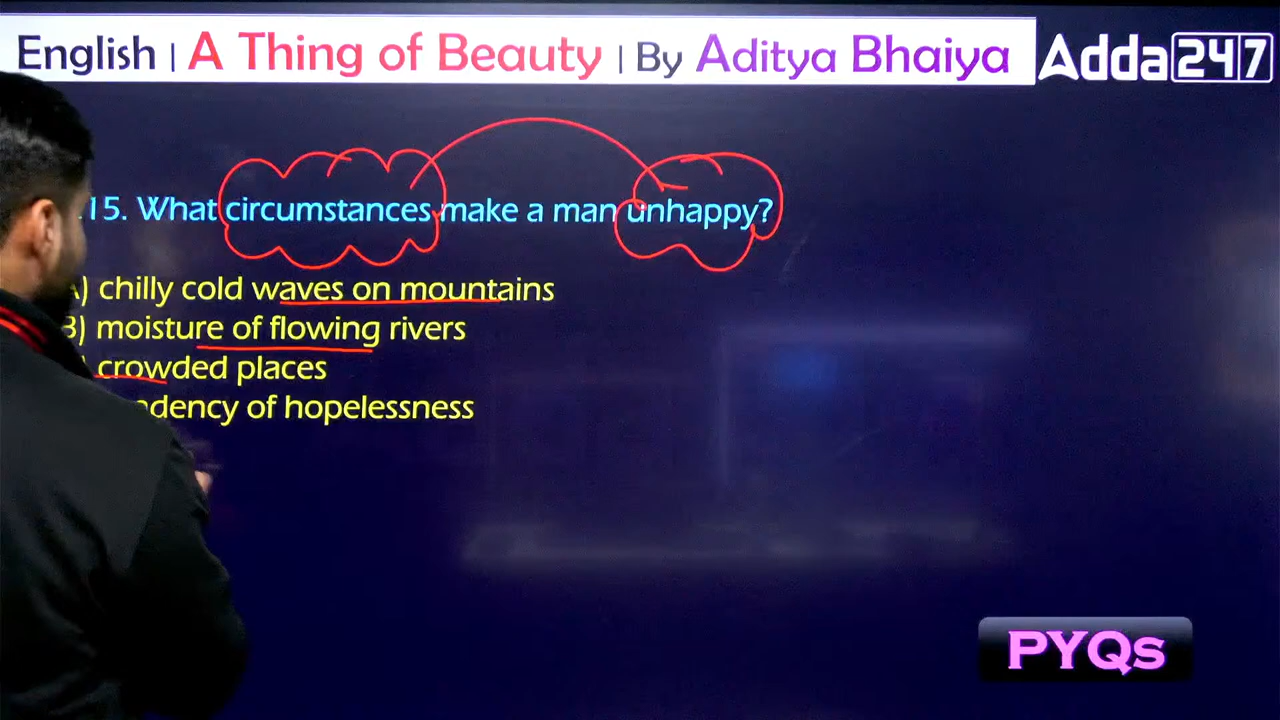 English | A Thing of Beauty | By Aditya Bhaiya
Adda247
15. What circumstances make a man unhappy?
A) chilly cold waves on mountains
B) moisture of flowing rivers
) crowded places
of hopelessness
PYQs